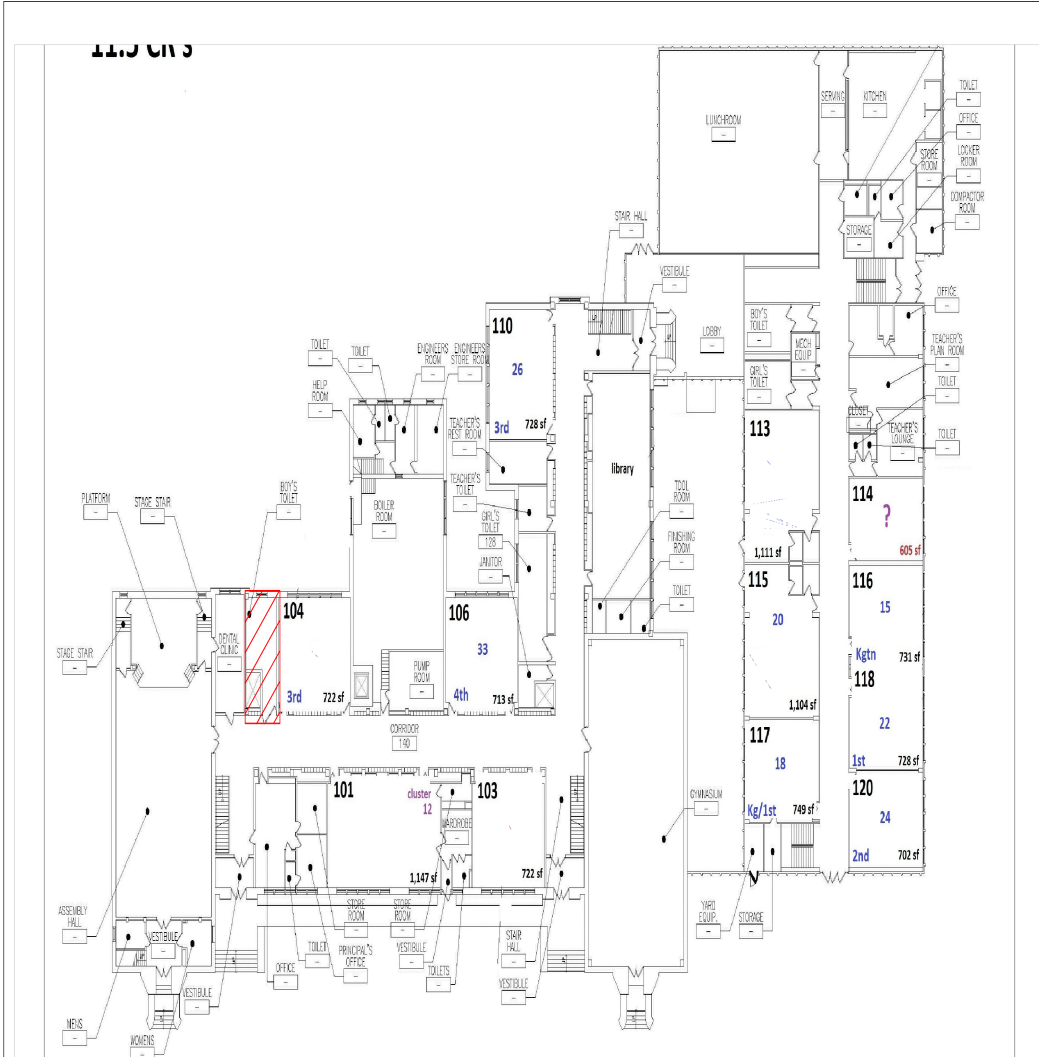 11.5 CR's
LUNCHROOM
—
SERVING
—
KITCHEN
—
TOILET
—
OFFICE
—
LOCKER
ROOM
—
STORE
ROOM
—
COMPACTOR
ROOM
—
STORAGE
—
STAIR HALL
—
VESTIBULE
—
LOBBY
—
BOY'S
TOILET
—
MECH
EQUIP
—
GIRL'S
TOILET
—
OFFICE
—
TEACHER'S
PLAN ROOM
—
TOILET
—
CLOSET
—
TEACHER'S
LOUNGE
—
TOILET
—
110
26
3rd
728 sf
TOILET
—
TOILET
—
ENGINEERS
ROOM
—
ENGINEERS
STORE ROOM
—
HELP
ROOM
—
TEACHER'S
REST ROOM
—
TEACHER'S
TOILET
—
GIRL'S
TOILET
128
JANITOR
—
BOILER
ROOM
—
library
TOOL
ROOM
—
FINISHING
ROOM
—
TOILET
—
113
1,111 sf
114
?
605 sf
115
20
1,104 sf
116
15
Kgtn
731 sf
118
22
1st
728 sf
117
18
Kg/1st
749 sf
120
24
2nd
702 sf
PLATFORM
—
STAGE STAIR
—
BOY'S
TOILET
—
STAGE STAIR
—
DENTAL
CLINIC
—
104
3rd
722 sf
PUMP
ROOM
—
106
33
4th
713 sf
CORRIDOR
140
101
cluster
12
1,147 sf
WARDROBE
—
103
722 sf
GYMNASIUM
—
ASSEMBLY
HALL
—
VESTIBULE
—
MENS
—
WOMENS
—
VESTIBULE
—
OFFICE
—
TOILET
—
PRINCIPAL'S
OFFICE
—
STORE
ROOM
—
STORE
ROOM
—
VESTIBULE
—
TOILETS
—
STAIR
HALL
—
VESTIBULE
—
YARD
EQUIP.
—
STORAGE
—